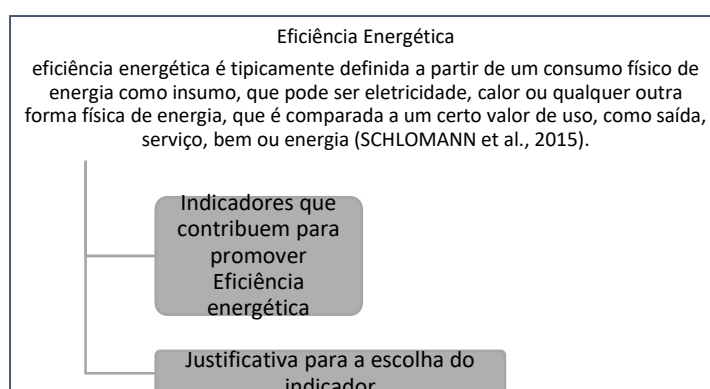 Eficiência Energética
eficiência energética é tipicamente definida a partir de um consumo físico de
energia como insumo, que pode ser eletricidade, calor ou qualquer outra
forma física de energia, que é comparada a um certo valor de uso, como saída,
serviço, bem ou energia (SCHLOMANN et al., 2015).
Indicadores que
contribuem para
promover
Eficiência
energética
Justificativa para a escolha do
indicador